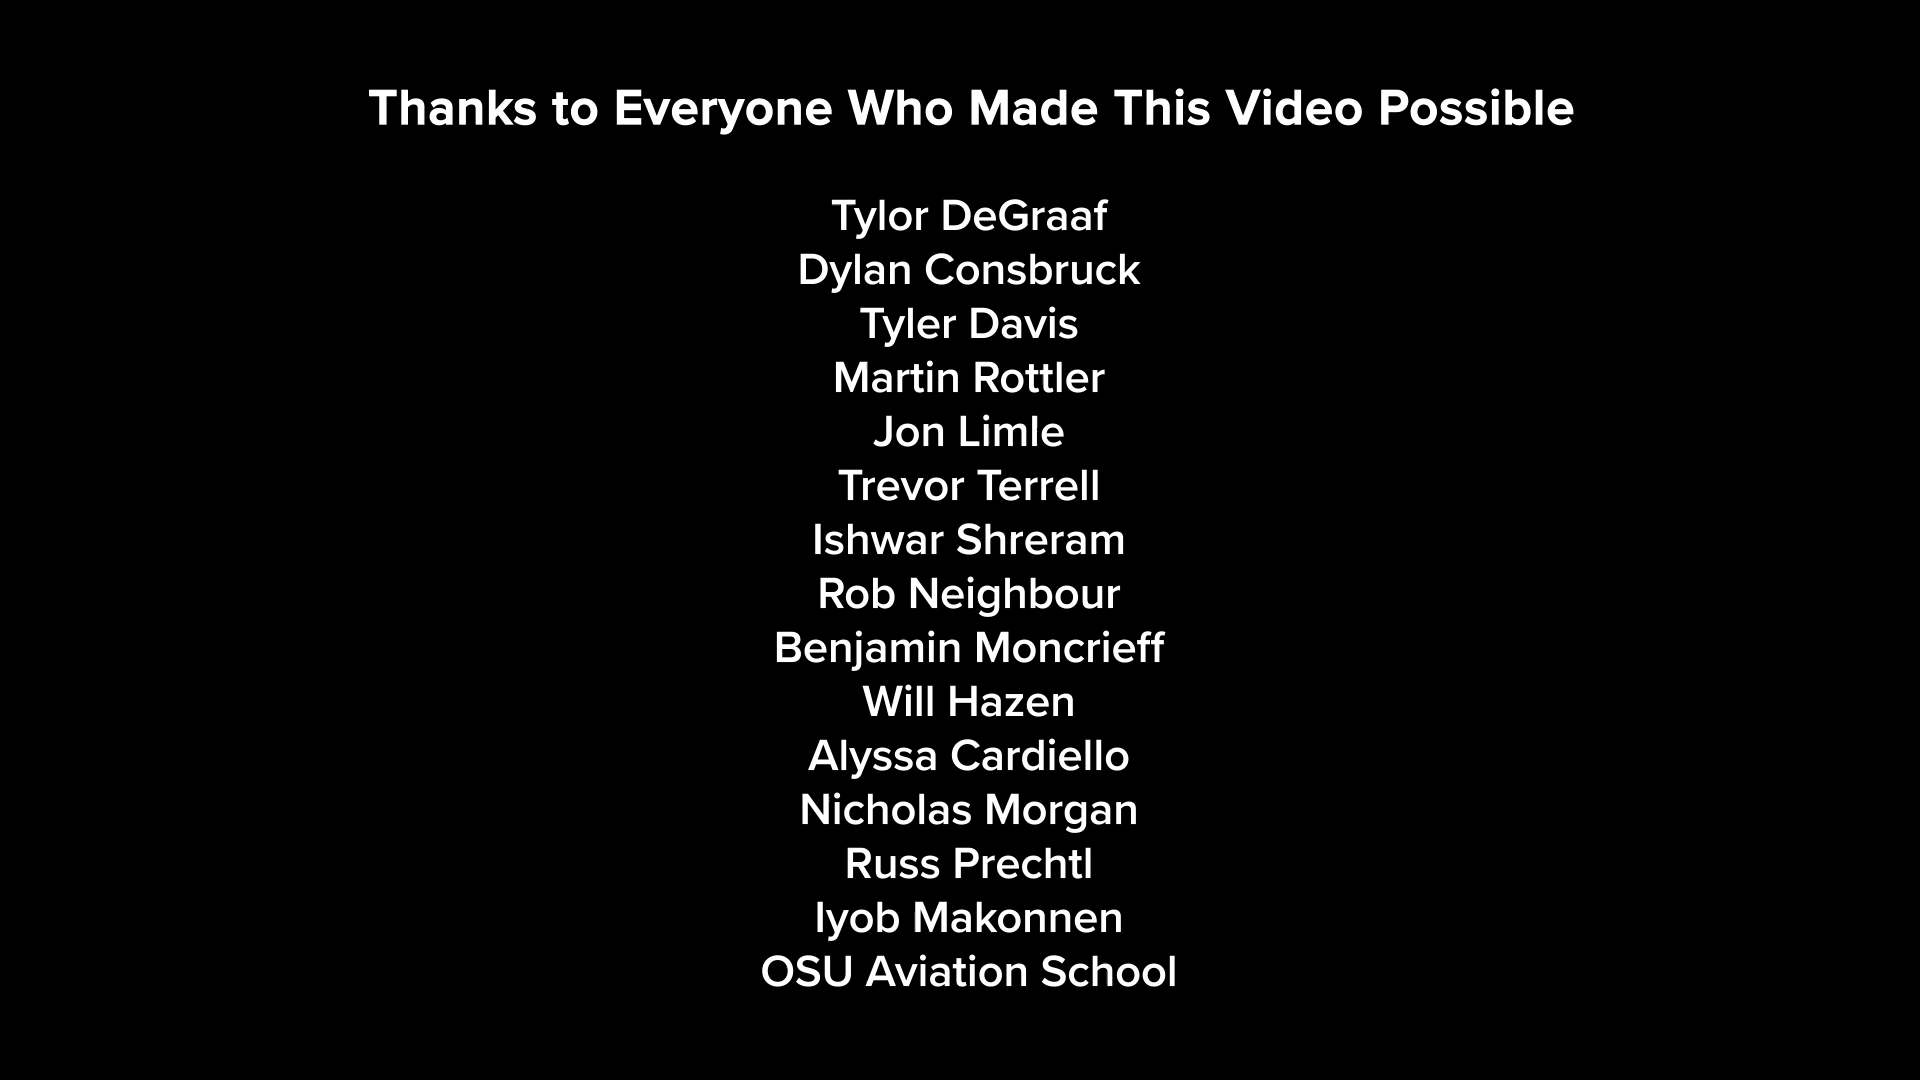 Thanks to Everyone Who Made This Video Possible
Tylor DeGraaf
Dylan Consbruck
Tyler Davis
Martin Rottler
Jon Limle
Trevor Terrell
Ishwar Shreram
Rob Neighbour
Benjamin Moncrieff
Will Hazen
Alyssa Cardiello
Nicholas Morgan
Russ Prechtl
Iyob Makonnen
OSU Aviation School